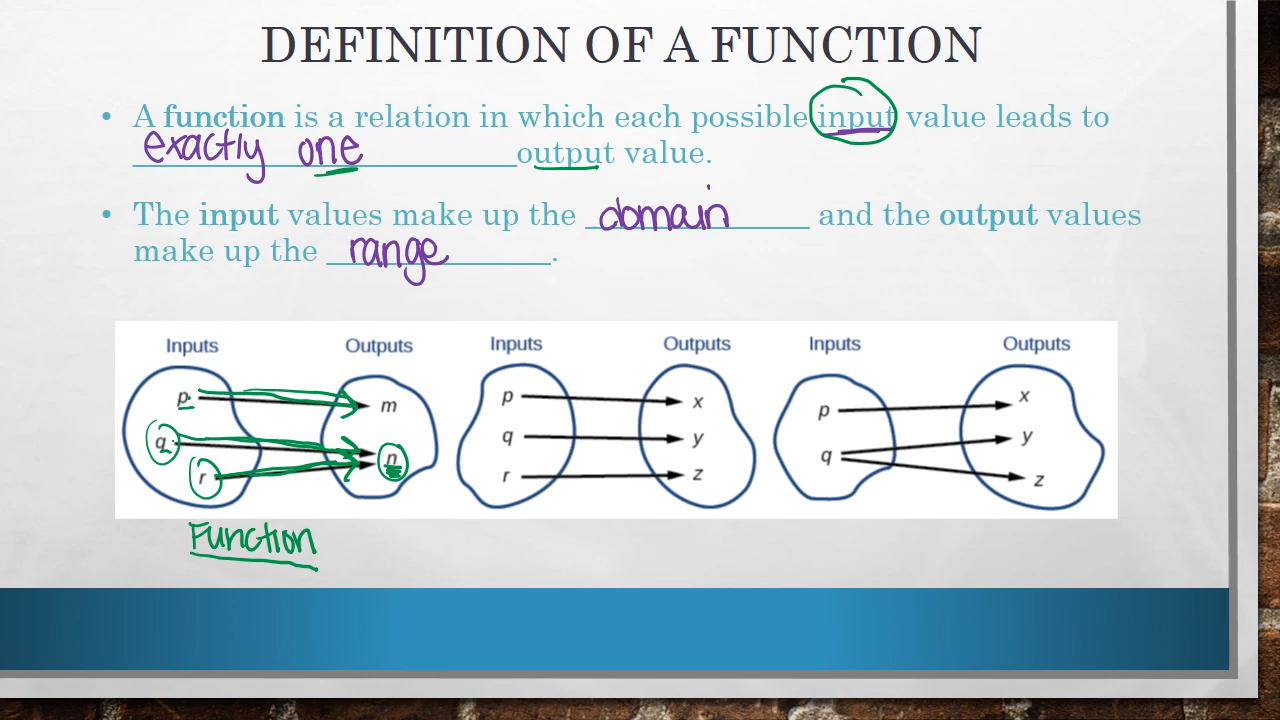 DEFINITION OF A FUNCTION
• A function is a relation in which each possible input value leads to
exactly one output value.
• The input values make up the domain and the output values
make up the range.
Inputs Outputs Inputs Outputs Inputs Outputs
p m p x p x
q n q y q y
r r z z
Function